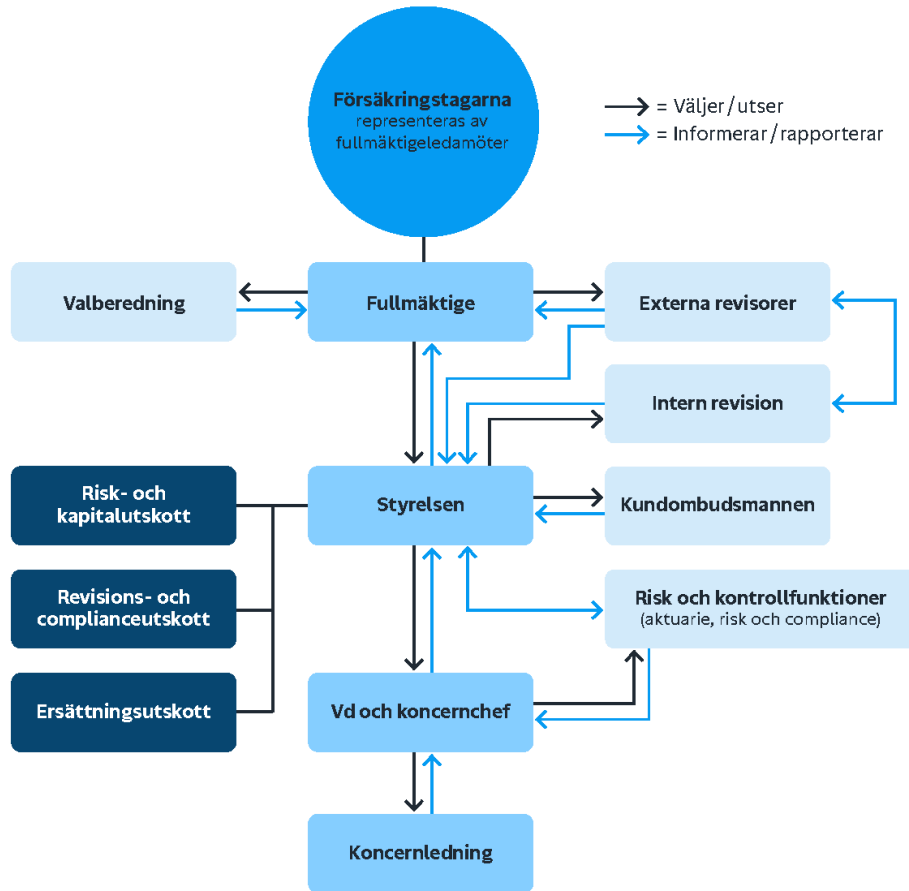 Försäkringstagarna
representeras av
fullmäktigeledamöter
= Väljer/utser
= Informerar/rapporterar
Valberedning
Fullmäktige
Externa revisorer
Intern revision
Risk- och
kapitalutskott
Styrelsen
Kundombudsmannen
Revisions- och
complianceutskott
Risk och kontrollfunktioner
(aktuarie, risk och compliance)
Ersättningsutskott
Vd och koncernchef
Koncernledning